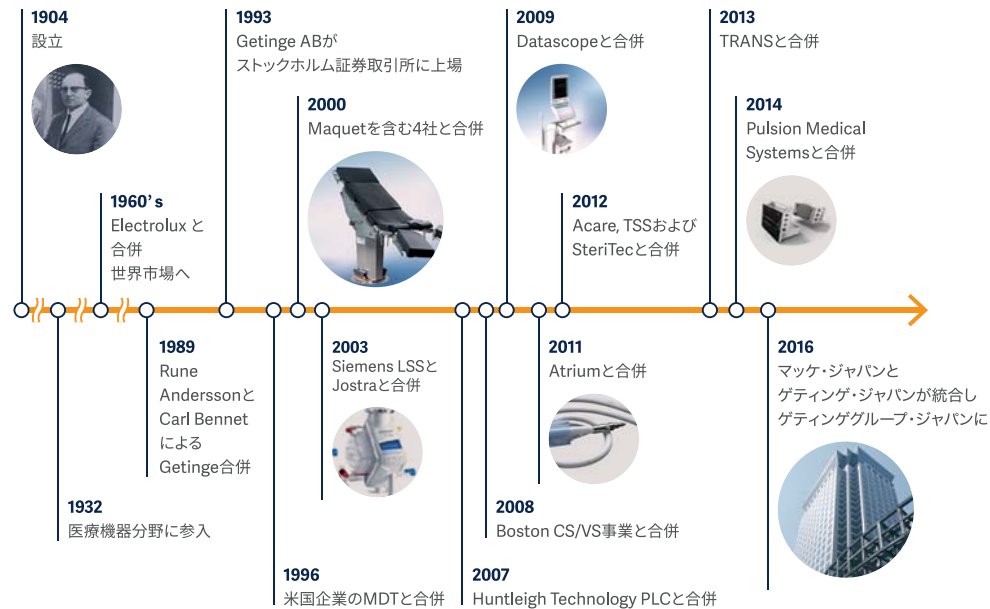 1904
設立
1993
Getinge ABが
ストックホルム証券取引所に上場
2009
Datascopeと合併
2013
TRANSと合併
2000
Maquetを含む4社と合併
2014
Pulsion Medical
Systemsと合併
1960's
Electrolux と
合併
世界市場へ
2012
Acare, TSSおよび
SteriTecと合併
1989
Rune
Anderssonと
Carl Bennet
による
Getinge合併
2003
Siemens LSSと
Jostraと合併
2011
Atriumと合併
2016
マッケ・ジャパンと
ゲティンゲ・ジャパンが統合し
ゲティンゲグループ・ジャパンに
1932
医療機器分野に参入
2008
Boston CS/VS事業と合併
1996
米国企業のMDTと合併
2007
Huntleigh Technology PLCと合併